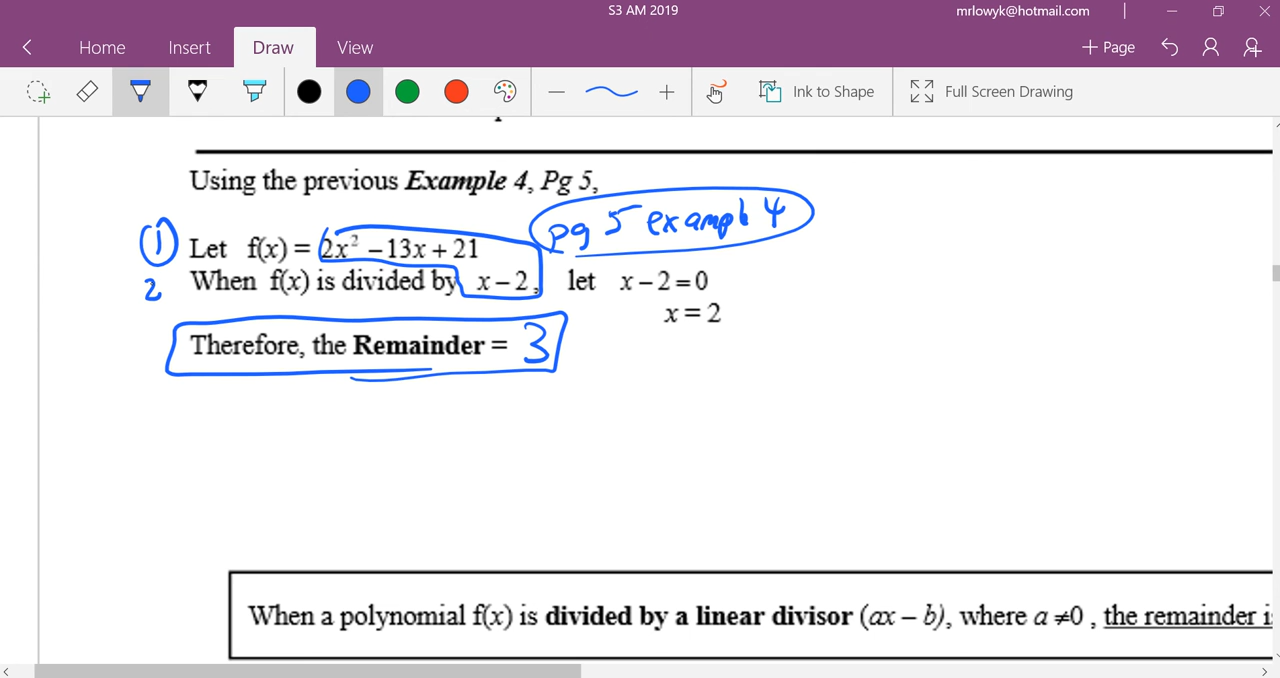 S3 AM 2019
mrlowyk@hotmail.com
Home Insert Draw View
+ Page
Ink to Shape
Full Screen Drawing
Using the previous Example 4, Pg 5,
pg 5 example 4
① Let f(x) = 2x² – 13x + 21
2 When f(x) is divided by x – 2, let x – 2 = 0
x = 2
Therefore, the Remainder = 3
When a polynomial f(x) is divided by a linear divisor (ax – b), where a ≠ 0 , the remainder i